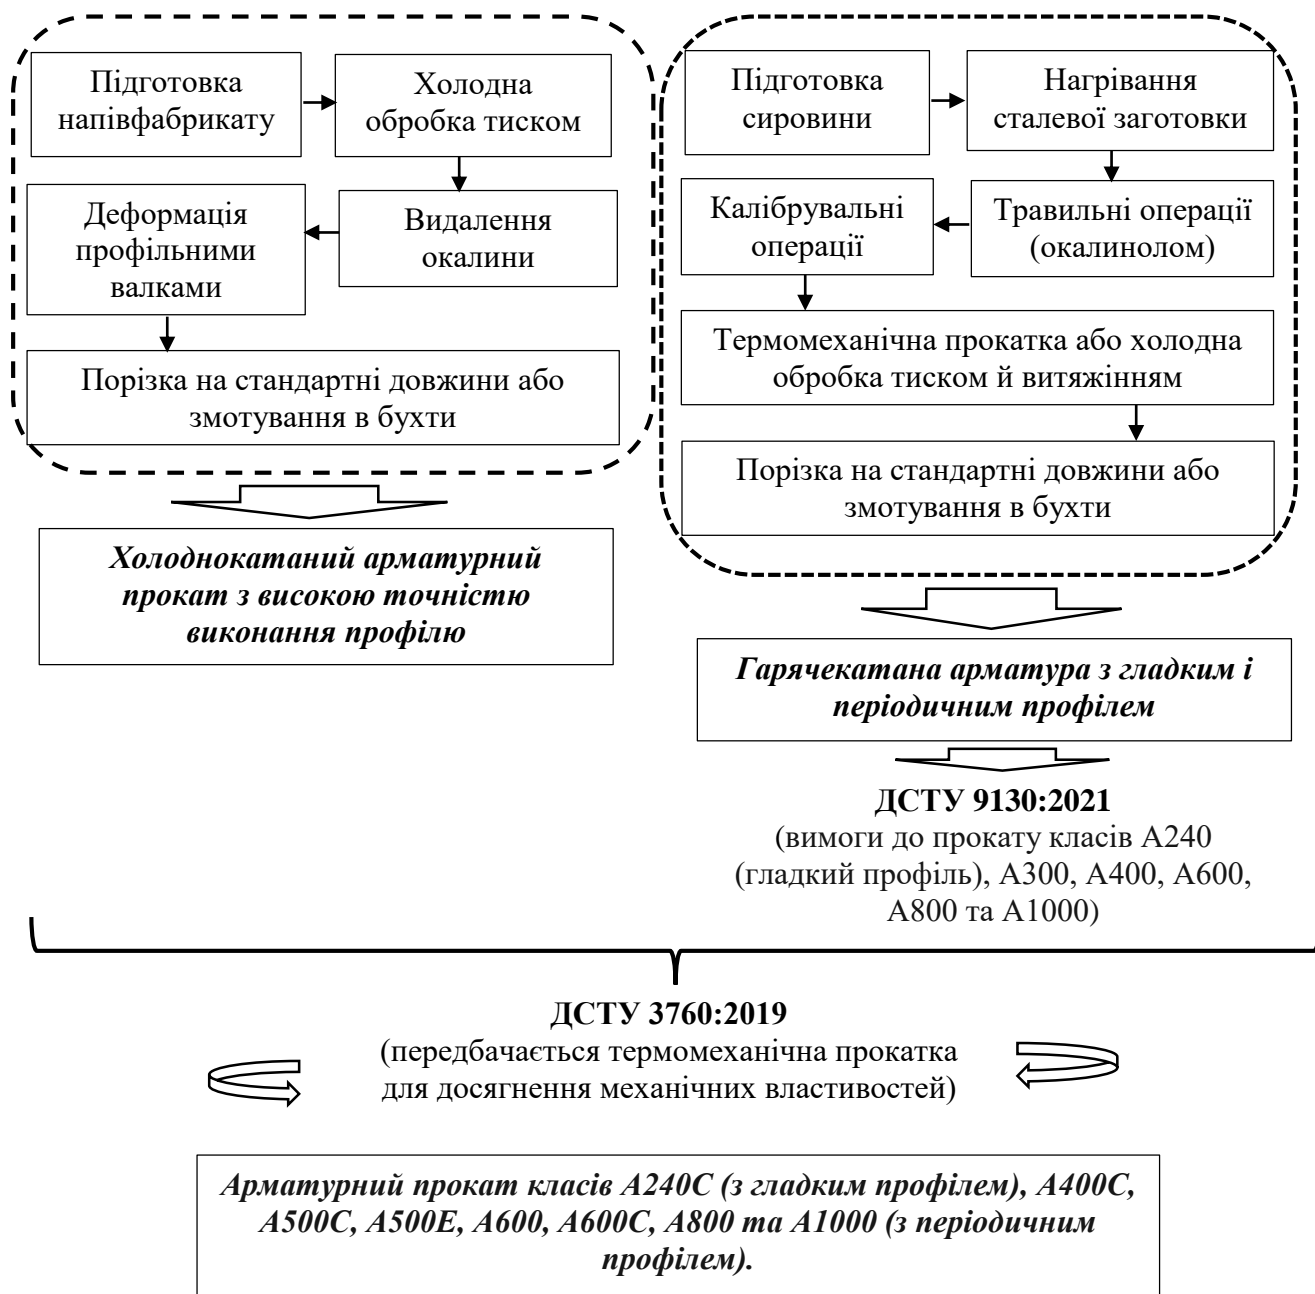 Підготовка
напівфабрикату
Холодна
обробка тиском
Деформація
профільними
валками
Видалення
окалини
Порізка на стандартні довжини або
змотування в бухти
Холоднокатаний арматурний
прокат з високою точністю
виконання профілю
Підготовка
сировини
Нагрівання
сталевої заготовки
Калібрувальні
операції
Травильні операції
(окалинолом)
Термомеханічна прокатка або холодна
обробка тиском й витяжінням
Порізка на стандартні довжини або
змотування в бухти
Гарячекатана арматура з гладким і
періодичним профілем
ДСТУ 9130:2021
(вимоги до прокату класів А240
(гладкий профіль), А300, А400, А600,
А800 та А1000)
ДСТУ 3760:2019
(передбачається термомеханічна прокатка
для досягнення механічних властивостей)
Арматурний прокат класів А240С (з гладким профілем), А400С,
А500С, А500Е, А600, А600С, А800 та А1000 (з періодичним
профілем).